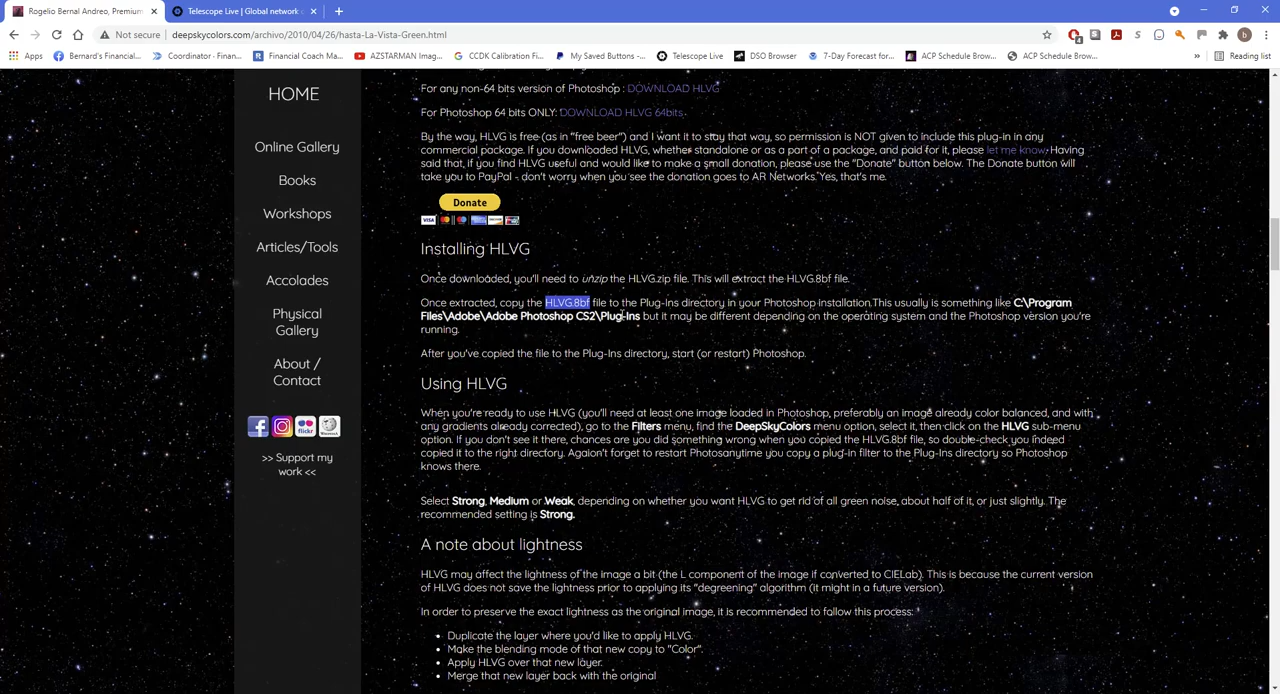 Rogelio Bernal Andreo, Premium
Telescope Live | Global network
Not secure | deepskycolors.com/archivo/2010/04/26/hasta-La-Vista-Green.html
Apps Bernard's Financial... Coordinator - Finan... Financial Coach Ma... AZSTARMAN Imag... CCDK Calibration Fi... My Saved Buttons -... Telescope Live DSO Browser 7-Day Forecast for... ACP Schedule Brow... ACP Schedule Brow... » Reading list
HOME
Online Gallery
Books
Workshops
Articles/Tools
Accolades
Physical
Gallery
About /
Contact
>> Support my
work <<
For any non-64 bits version of Photoshop : DOWNLOAD HLVG
For Photoshop 64 bits ONLY: DOWNLOAD HLVG 64bits
By the way, HLVG is free (as in "free beer") and I want it to stay that way, so permission is NOT given to include this plug-in in any
commercial package. If you downloaded HLVG, whether standalone or as a part of a package, and paid for it, please let me know. Having
said that, if you find HLVG useful and would like to make a small donation, please use the "Donate" button below. The Donate button will
take you to PayPal - don't worry when you see the donation goes to AR Networks. Yes, that's me.
Donate
Installing HLVG
Once downloaded, you'll need to unzip the HLVG.zip file. This will extract the HLVG.8bf file.
Once extracted, copy the HLVG.8bf file to the Plug-Ins directory in your Photoshop installation.This usually is something like C:\Program
Files\Adobe\Adobe Photoshop CS2\Plug-Ins but it may be different depending on the operating system and the Photoshop version you're
running.
After you've copied the file to the Plug-Ins directory, start (or restart) Photoshop.
Using HLVG
When you're ready to use HLVG (you'll need at least one image loaded in Photoshop, preferably an image already color balanced, and with
any gradients already corrected), go to the Filters menu, find the DeepSkyColors menu option, select it, then click on the HLVG sub-menu
option. If you don't see it there, chances are you did something wrong when you copied the HLVG.8bf file, so double-check you indeed
copied it to the right directory. Agaion't forget to restart Photosanytime you copy a plug-in filter to the Plug-Ins directory so Photoshop
knows there.
Select Strong, Medium or Weak, depending on whether you want HLVG to get rid of all green noise, about half of it, or just slightly. The
recommended setting is Strong.
A note about lightness
HLVG may affect the lightness of the image a bit (the L component of the image if converted to CIELab). This is because the current version
of HLVG does not save the lightness prior to applying its "degreening" algorithm (it might in a future version).
In order to preserve the exact lightness as the original image, it is recommended to follow this process:
• Duplicate the layer where you'd like to apply HLVG.
• Make the blending mode of that new copy to "Color".
• Apply HLVG over that new layer.
• Merge that new layer back with the original